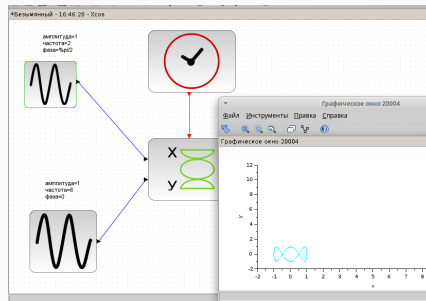 *Безымянный - 16:46:28 - Xcos
амплитуда=1
частота=2
фаза=%pi/2
X
У
амплитуда=1
частота=6
фаза=0
Графическое окно 20004
Файл Инструменты Правка Справка
Графическое окно 20004
12
10
8
6
4
2
0
-2
y
-2 -1 0 1 2 3 4 5 6 7 8
x